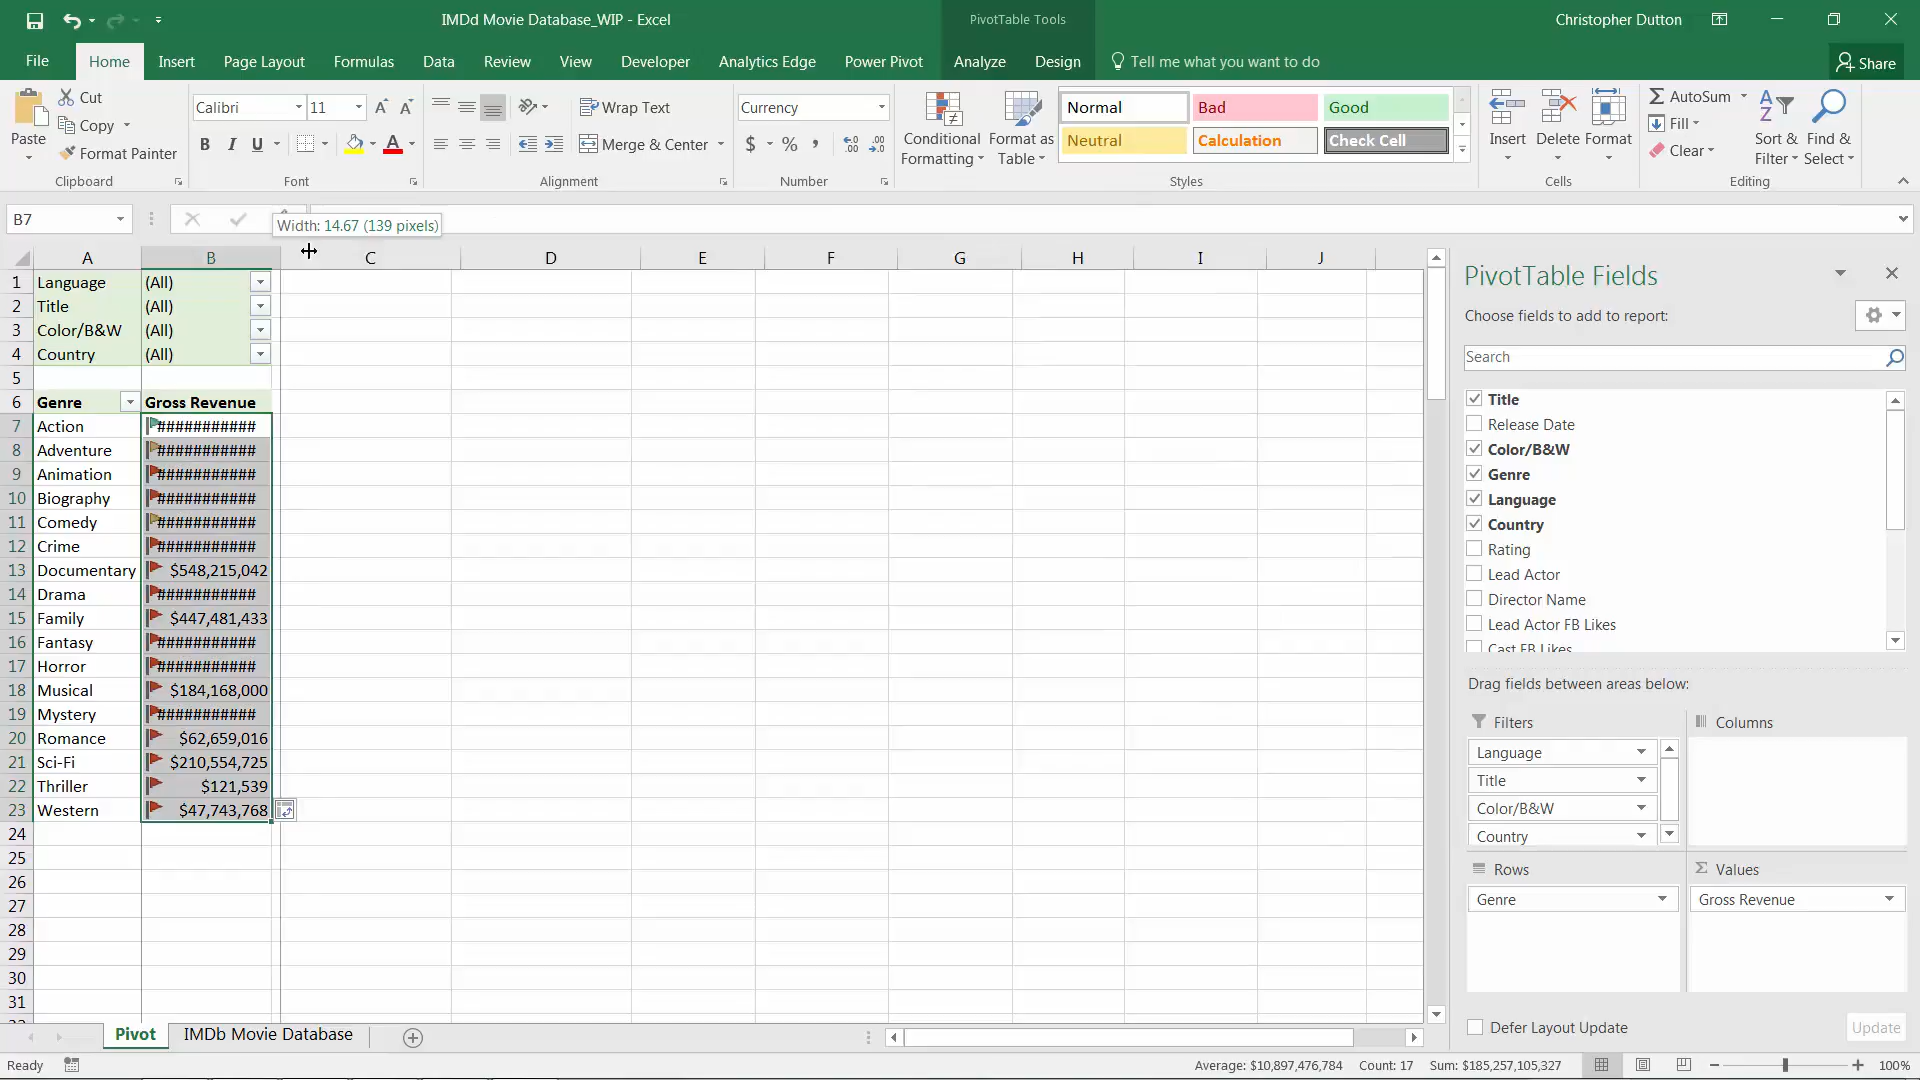 IMDd Movie Database_WIP - Excel
PivotTable Tools
Christopher Dutton
File Home Insert Page Layout Formulas Data Review View Developer Analytics Edge Power Pivot Analyze Design Tell me what you want to do Share
Paste
Cut
Copy
Format Painter
Clipboard
Calibri 11
B I U
Font
Wrap Text
Merge & Center
Alignment
Currency
$ % ,
Number
Conditional Formatting
Format as Table
Normal Bad Good
Neutral Calculation Check Cell
Styles
Insert Delete Format
Cells
AutoSum
Fill
Clear
Sort & Filter
Find & Select
Editing
B7
Width: 14.67 (139 pixels)
A B C D E F G H I J
1 Language (All)
2 Title (All)
3 Color/B&W (All)
4 Country (All)
5
6 Genre Gross Revenue
7 Action ###########
8 Adventure ###########
9 Animation ###########
10 Biography ###########
11 Comedy ###########
12 Crime ###########
13 Documentary $548,215,042
14 Drama ###########
15 Family $447,481,433
16 Fantasy ###########
17 Horror ###########
18 Musical $184,168,000
19 Mystery ###########
20 Romance $62,659,016
21 Sci-Fi $210,554,725
22 Thriller $121,539
23 Western $47,743,768
24
25
26
27
28
29
30
31
PivotTable Fields
Choose fields to add to report:
Search
Title
Release Date
Color/B&W
Genre
Language
Country
Rating
Lead Actor
Director Name
Lead Actor FB Likes
Cast FB Likes
Drag fields between areas below:
Filters
Language
Title
Color/B&W
Country
Columns
Rows
Genre
Σ Values
Gross Revenue
Defer Layout Update
Update
Pivot IMDb Movie Database
Ready
Average: $10,897,476,784 Count: 17 Sum: $185,257,105,327
100%